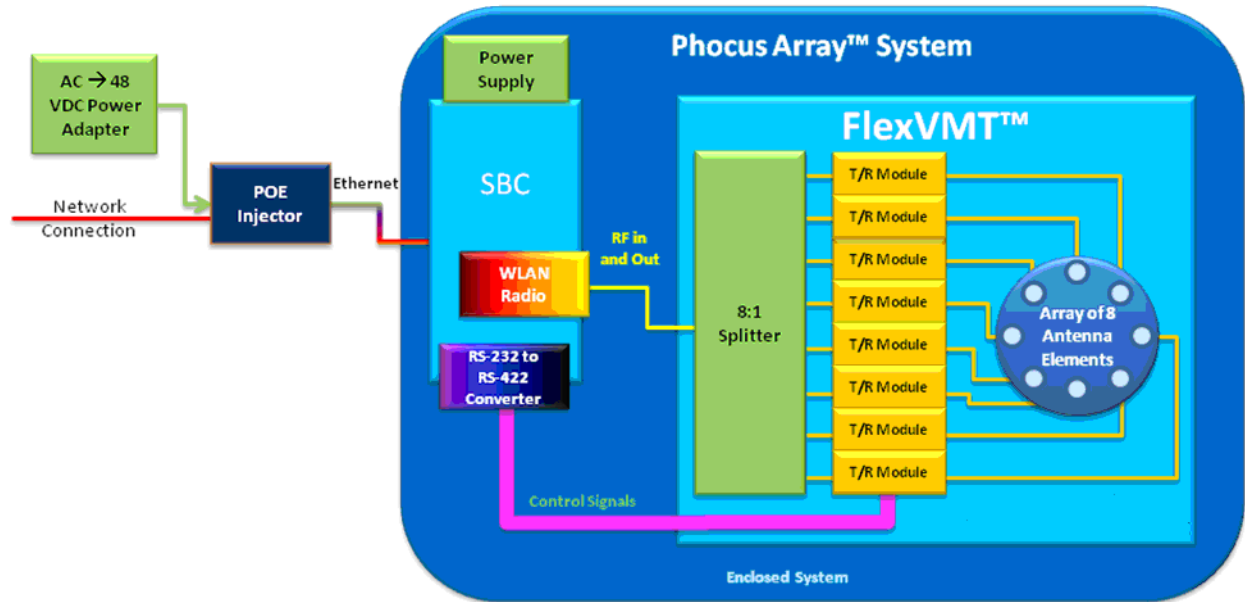 Phocus Array™ System
AC → 48
VDC Power
Adapter
Power
Supply
FlexVMT™
Network
Connection
POE
Injector
Ethernet
SBC
WLAN
Radio
RS-232 to
RS-422
Converter
RF in
and Out
8:1
Splitter
T/R Module
T/R Module
T/R Module
T/R Module
T/R Module
T/R Module
T/R Module
T/R Module
Array of 8
Antenna
Elements
Control Signals
Enclosed System